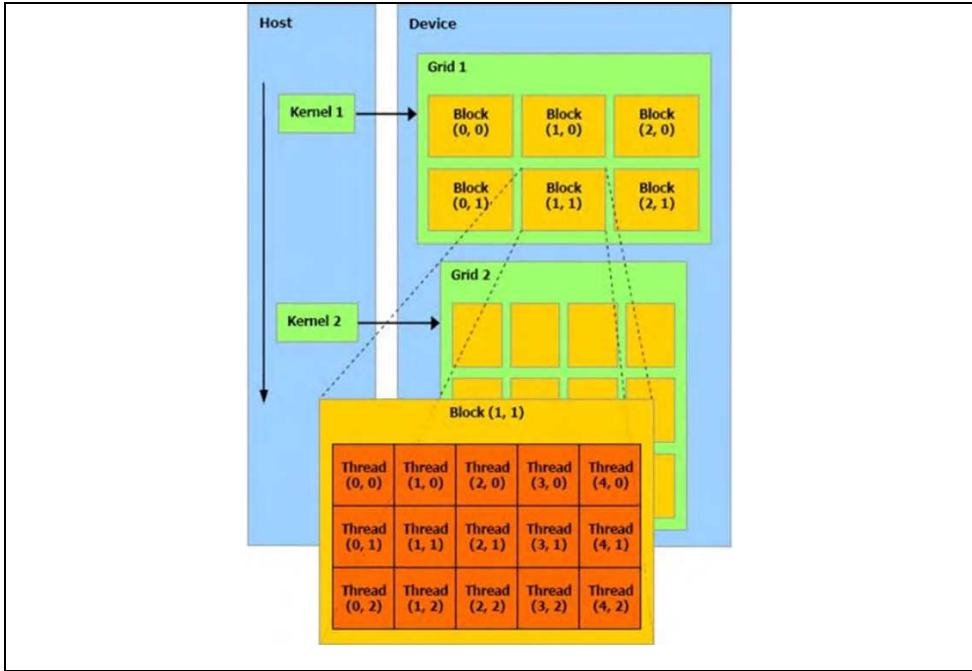 Host
Device
Grid 1
Kernel 1
Block
(0, 0)
Block
(1, 0)
Block
(2, 0)
Block
(0, 1)
Block
(1, 1)
Block
(2, 1)
Grid 2
Kernel 2
Block (1, 1)
Thread
(0, 0)
Thread
(1, 0)
Thread
(2, 0)
Thread
(3, 0)
Thread
(4, 0)
Thread
(0, 1)
Thread
(1, 1)
Thread
(2, 1)
Thread
(3, 1)
Thread
(4, 1)
Thread
(0, 2)
Thread
(1, 2)
Thread
(2, 2)
Thread
(3, 2)
Thread
(4, 2)